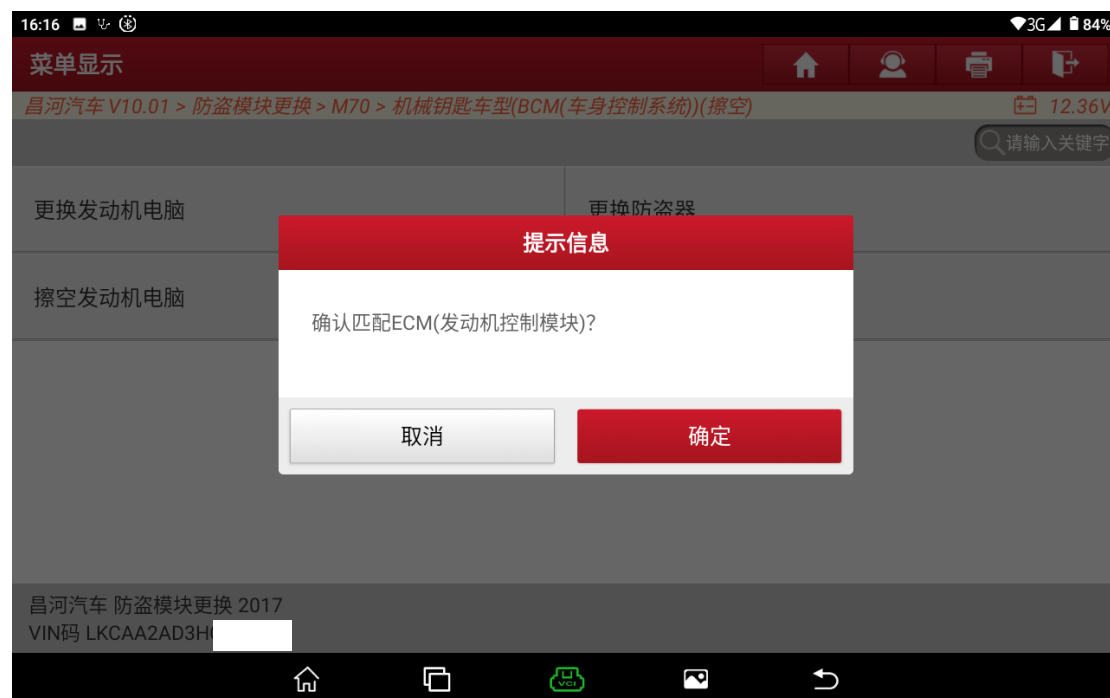 16:16 3G 84%
菜单显示
昌河汽车 V10.01 > 防盗模块更换 > M70 > 机械钥匙车型(BCM(车身控制系统))(擦空) 12.36V
请输入关键字
更换发动机电脑 更换防盗器
提示信息
擦空发动机电脑
确认匹配ECM(发动机控制模块)?
取消 确定
昌河汽车 防盗模块更换 2017
VIN码 LKCAA2AD3H
VCI